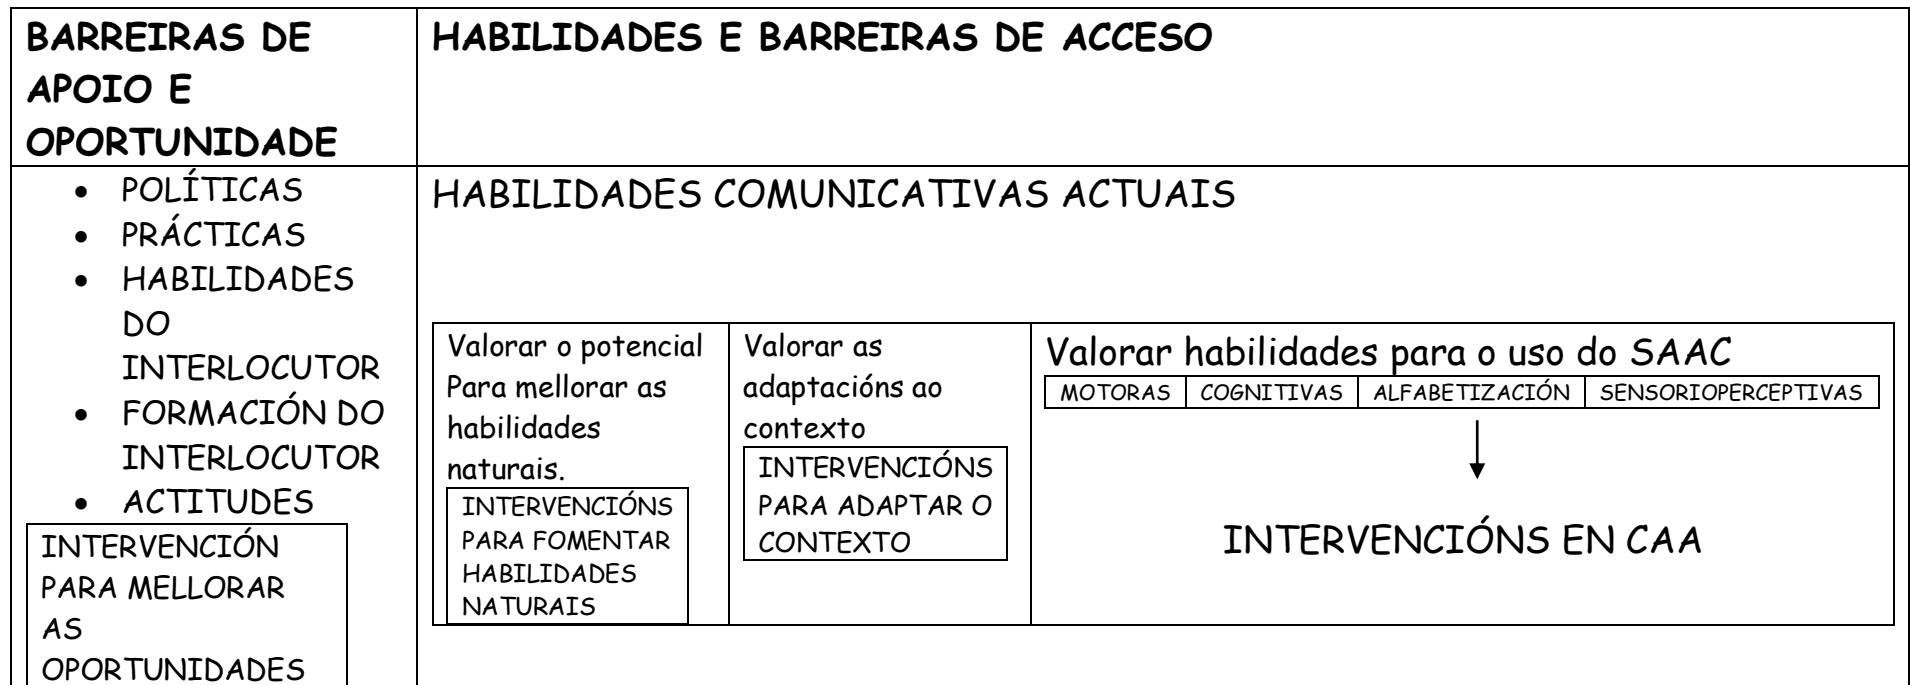 BARREIRAS DE
APOIO E
OPORTUNIDADE
HABILIDADES E BARREIRAS DE ACCESO
• POLÍTICAS
• PRÁCTICAS
• HABILIDADES
DO
INTERLOCUTOR
• FORMACIÓN DO
INTERLOCUTOR
• ACTITUDES
INTERVENCIÓN
PARA MELLORAR
AS
OPORTUNIDADES
HABILIDADES COMUNICATIVAS ACTUAIS
Valorar o potencial
Para mellorar as
habilidades
naturais.
INTERVENCIÓNS
PARA FOMENTAR
HABILIDADES
NATURAIS
Valorar as
adaptacións ao
contexto
INTERVENCIÓNS
PARA ADAPTAR O
CONTEXTO
Valorar habilidades para o uso do SAAC
MOTORAS COGNITIVAS ALFABETIZACIÓN SENSORIOPERCEPTIVAS
INTERVENCIÓNS EN CAA